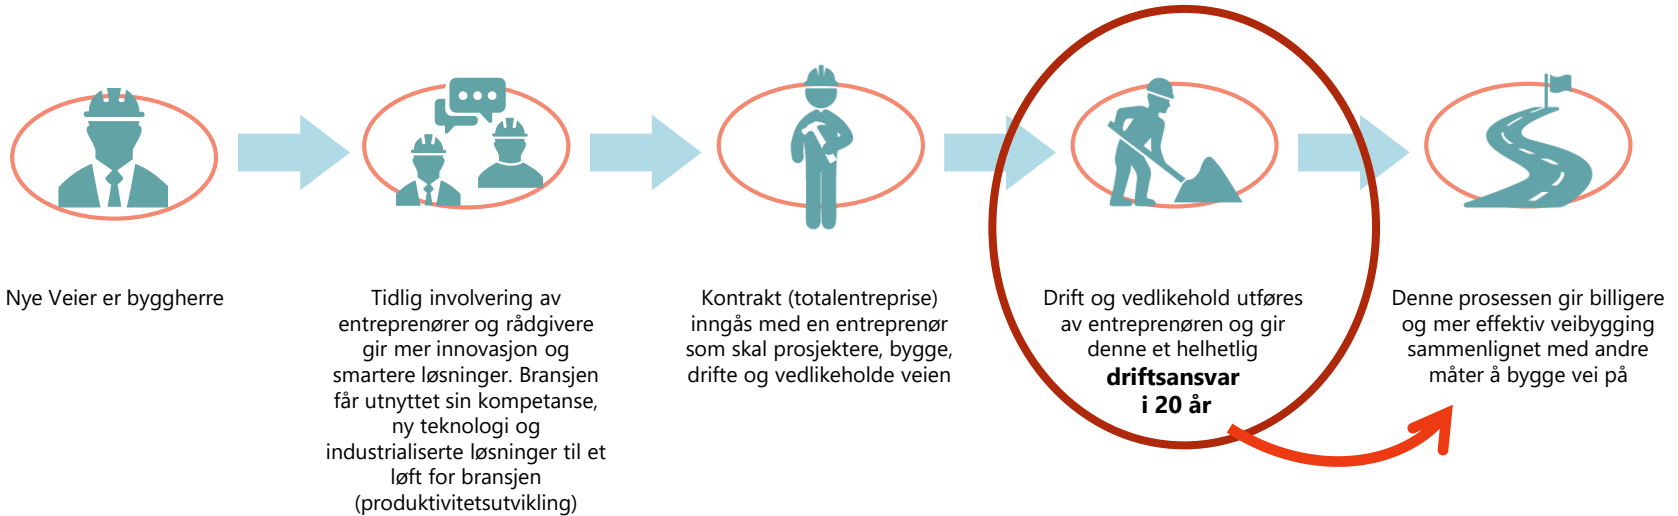 Nye Veier er byggherre
Tidlig involvering av
entreprenører og rådgivere
gir mer innovasjon og
smartere løsninger. Bransjen
får utnyttet sin kompetanse,
ny teknologi og
industrialiserte løsninger til et
løft for bransjen
(produktivitetsutvikling)
Kontrakt (totalentreprise)
inngås med en entreprenør
som skal prosjektere, bygge,
drifte og vedlikeholde veien
Drift og vedlikehold utføres
av entreprenøren og gir
denne et helhetlig
driftsansvar
i 20 år
Denne prosessen gir billigere
og mer effektiv veibygging
sammenlignet med andre
måter å bygge vei på